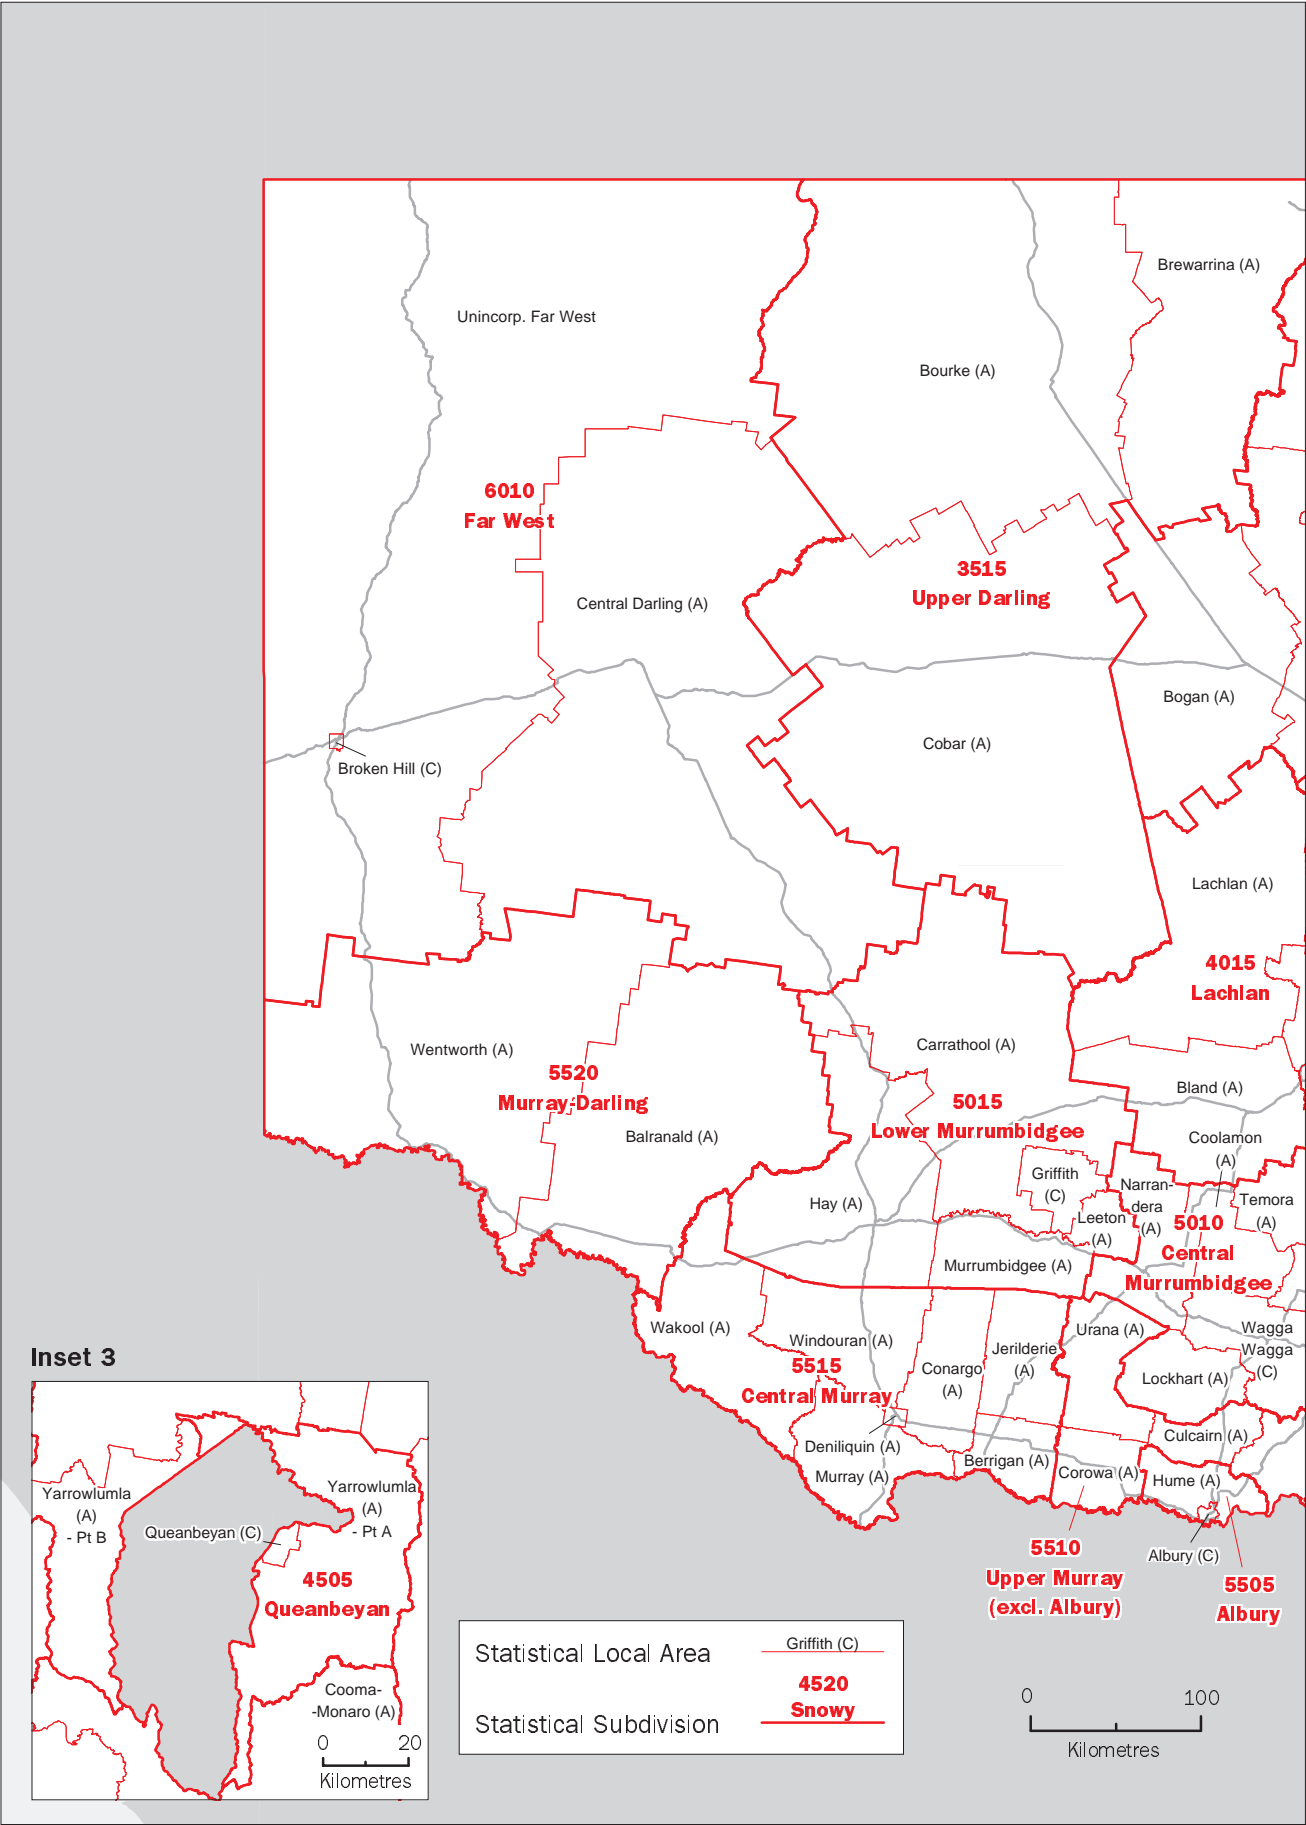 Brewarrina (A)
Unincorp. Far West
Bourke (A)
6010
Far West
3515
Upper Darling
Central Darling (A)
Bogan (A)
Cobar (A)
Broken Hill (C)
Lachlan (A)
4015
Lachlan
Carrathool (A)
Wentworth (A)
5520
Murray-Darling
Bland (A)
5015
Lower Murrumbidgee
Balranald (A)
Coolamon
(A)
Griffith
(C)
Narran-
dera
(A)
Hay (A)
Temora
(A)
Leeton
(A)
5010
Central
Murrumbidgee
Murrumbidgee (A)
Wakool (A)
Windouran (A)
Urana (A)
Wagga
Wagga
(C)
Jerilderie
(A)
Inset 3
5515
Central Murray
Conargo
(A)
Lockhart (A)
Culcairn (A)
Deniliquin (A)
Murray (A)
Berrigan (A)
Corowa (A)
Hume (A)
Yarrowlumla
(A)
- Pt B
Yarrowlumla
(A)
- Pt A
Queanbeyan (C)
4505
Queanbeyan
5510
Upper Murray
(excl. Albury)
Albury (C)
5505
Albury
Cooma-
-Monaro (A)
0 20
Kilometres
Statistical Local Area
Griffith (C)
4520
Snowy
Statistical Subdivision
0 100
Kilometres